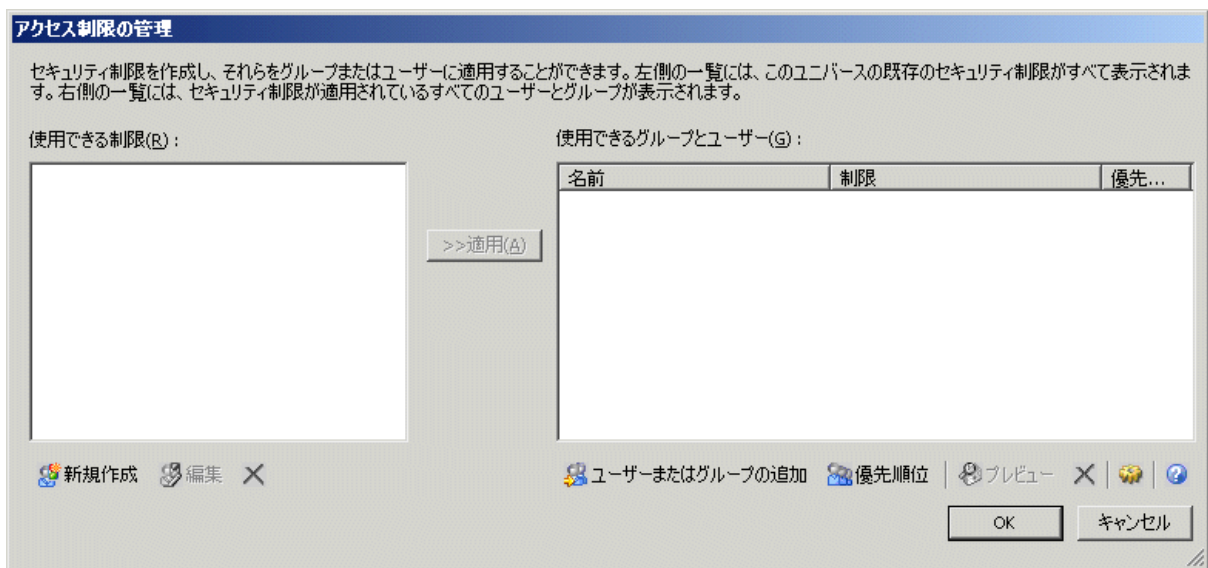 アクセス制限の管理
セキュリティ制限を作成し、それらをグループまたはユーザーに適用することができます。左側の一覧には、このユニバースの既存のセキュリティ制限がすべて表示されま
す。右側の一覧には、セキュリティ制限が適用されているすべてのユーザーとグループが表示されます。
使用できる制限(R):
使用できるグループとユーザー(G):
名前 制限 優先...
>>適用(A)
新規作成 編集
ユーザーまたはグループの追加 優先順位 プレビュー
OK キャンセル